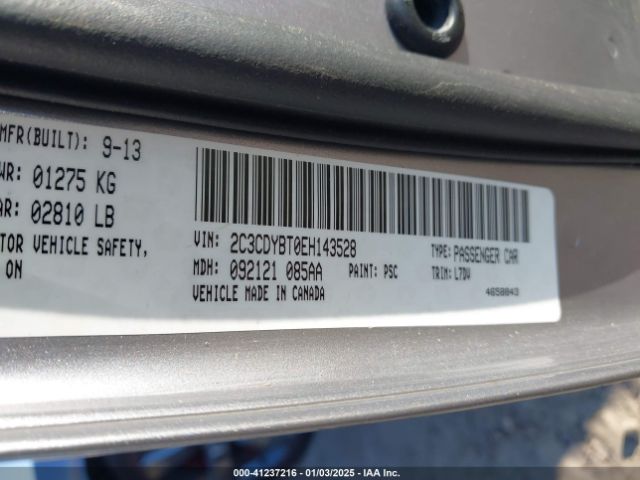 MFR(BUILT): 9-13
WR: 01275 KG
AR: 02810 LB
TOR VEHICLE SAFETY,
ON
VIN: 2C3CDYBT0EH143528
TYPE: PASSENGER CAR
MDH: 092121 085AA PAINT: PSC
TRIM: L7DV
VEHICLE MADE IN CANADA
4658843
000-41237216 - 01/03/2025 - IAA Inc.